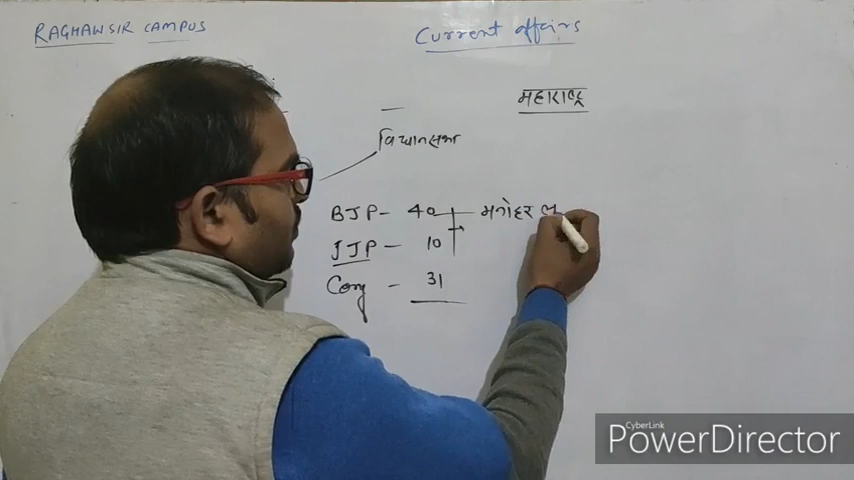 RAGHAW SIR CAMPUS
Current affairs
महाराष्ट्र
विधानसभा
BJP - 40 मनोहर
JJP - 10
Cong - 31
CyberLink
PowerDirector